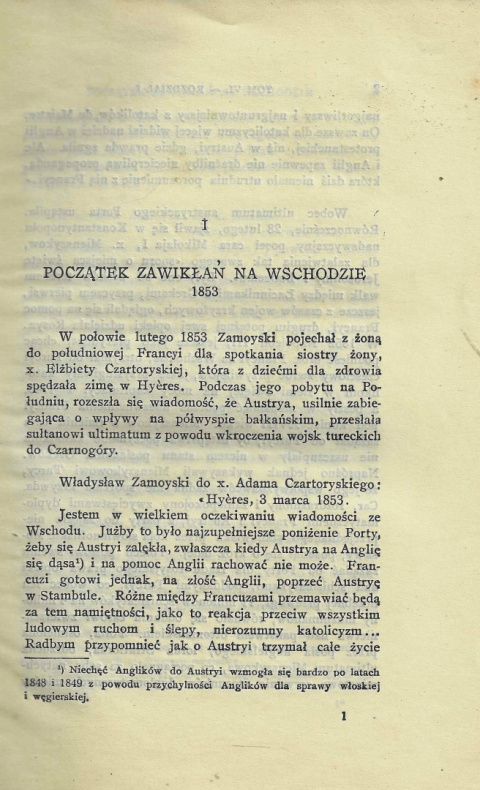 I
POCZĄTEK ZAWIKŁAŃ NA WSCHODZIE
1853
W połowie lutego 1853 Zamoyski pojechał z żoną
do południowej Francyi dla spotkania siostry żony,
x. Elżbiety Czartoryskiej, która z dziećmi dla zdrowia
spędzała zimę w Hyères. Podczas jego pobytu na Po-
łudniu, rozeszła się wiadomość, że Austrya, usilnie zabie-
gająca o wpływy na półwyspie bałkańskim, przesłała
sułtanowi ultimatum z powodu wkroczenia wojsk tureckich
do Czarnogóry.
Władysław Zamoyski do x. Adama Czartoryskiego:
«Hyères, 3 marca 1853.
Jestem w wielkiem oczekiwaniu wiadomości ze
Wschodu. Jużby to było najzupełniejsze poniżenie Porty,
żeby się Austryi zalękła, zwłaszcza kiedy Austrya na Anglię
się dąsa¹) i na pomoc Anglii rachować nie może. Fran-
cuzi gotowi jednak, na złość Anglii, poprzeć Austryę
w Stambule. Różne między Francuzami przemawiać będą
za tem namiętności, jako to reakcja przeciw wszystkim
ludowym ruchom i ślepy, nierozumny katolicyzm...
Radbym przypomnieć jak o Austryi trzymał całe życie
¹) Niechęć Anglików do Austryi wzmogła się bardzo po latach
1848 i 1849 z powodu przychylności Anglików dla sprawy włoskiej
i węgierskiej.
1